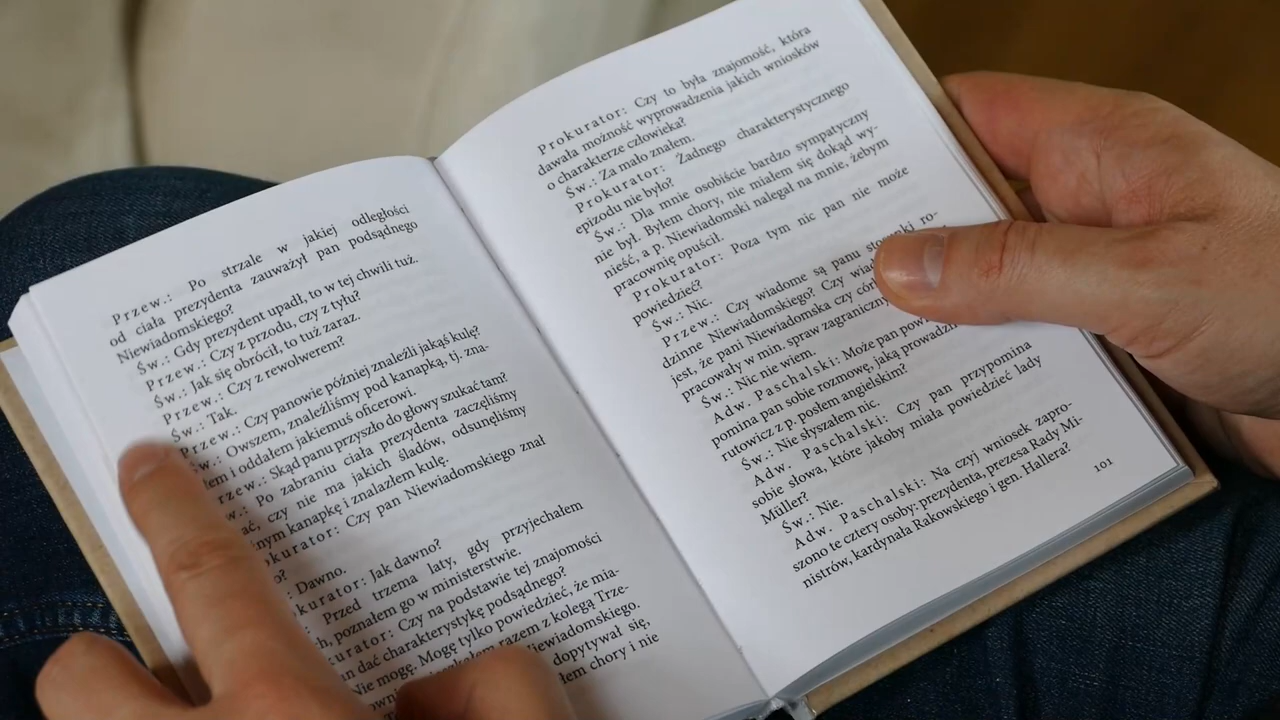 Przew.: Po strzale w jakiej odległości
od ciała prezydenta zauważył pan podsądnego
Niewiadomskiego?
Św.: Gdy prezydent upadł, to w tej chwili tuż.
Przew.: Czy z przodu, czy z tyłu?
Św.: Jak się obrócił, to tuż zaraz.
Przew.: Czy z rewolwerem?
Św.: Tak.
Przew.: Czy panowie później znaleźli jakąś kulę?
Św.: Owszem, znaleźliśmy pod kanapką, tj. zna-
i oddałem jakiemuś oficerowi.
Skąd panu przyszło do głowy szukać tam?
Po zabraniu ciała prezydenta zaczęliśmy
czy nie ma jakich śladów, odsunęliśmy
kanapkę i znalazłem kulę.
Czy pan Niewiadomskiego znał
Dawno.
Jak dawno?
Przed trzema laty, gdy przyjechałem
poznałem go w ministerstwie.
Czy na podstawie tej znajomości
dać charakterystykę podsądnego?
Nie mogę. Mogę tylko powiedzieć, że mia-
razem z kolegą Trze-
dopytywał się,
chory i nie
Prokurator: Czy to była znajomość, która
dawała możność wyprowadzenia jakich wniosków
o charakterze człowieka?
Św.: Za mało znałem.
Prokurator: Żadnego charakterystycznego
epizodu nie było?
Św.: Dla mnie osobiście bardzo sympatyczny
nie był. Byłem chory, nie miałem się dokąd wy-
nieść, a p. Niewiadomski nalegał na mnie, żebym
pracownię opuścił.
Prokurator: Poza tym nic pan nie może
powiedzieć?
Św.: Nic.
Przew.: Czy wiadome są panu stosunki ro-
dzinne Niewiadomskiego? Czy
jest, że pani Niewiadomska czy
pracowały w min. spraw
Św.: Nic nie wiem.
Adw. Paschalski: Może pan
pomina pan sobie rozmowę, jaką
rutowicz z p. posłem angielskim?
Św.: Nie słyszałem nic.
Adw. Paschalski: Czy pan przypomina
sobie słowa, które jakoby miała powiedzieć lady
Müller?
Św.: Nie.
Adw. Paschalski: Na czyj wniosek zapro-
szono te cztery osoby: prezydenta, prezesa Rady Mi-
nistrów, kardynała Rakowskiego i gen. Hallera?
101